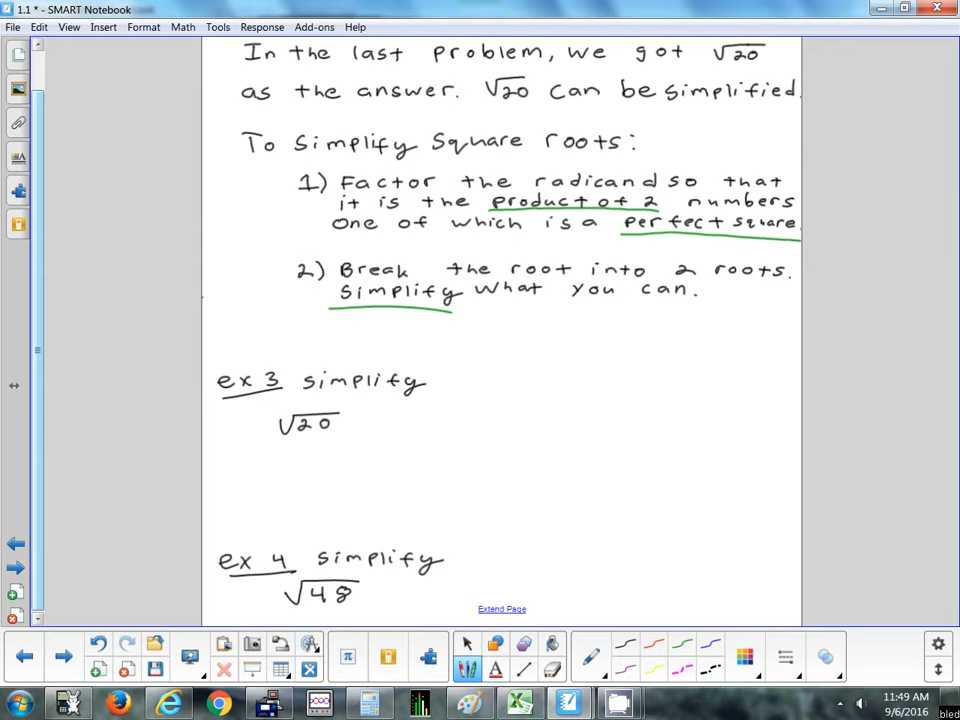 1.1 * - SMART Notebook
File Edit View Insert Format Math Tools Response Add-ons Help
In the last problem, we got √20
as the answer. √20 can be simplified.
To Simplify Square roots:
1) Factor the radicand so that
it is the product of 2 numbers
one of which is a perfect square.
2) Break the root into 2 roots.
Simplify what you can.
ex 3 simplify
√20
ex 4 simplify
√48
Extend Page
11:49 AM
9/6/2016
bled